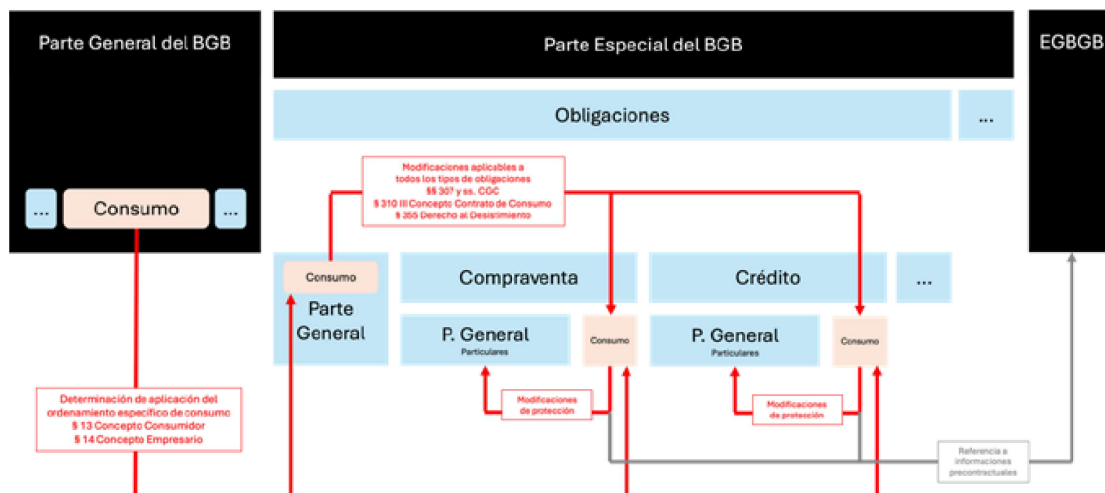 Parte General del BGB
Parte Especial del BGB
EGBGB
Obligaciones
...
...
Consumo
...
Modificaciones aplicables a
todos los tipos de obligaciones
§§ 307 y ss. CGC
§ 310 III Concepto Contrato de Consumo
§ 355 Derecho al Desistimiento
Consumo
Parte
General
Compraventa
Crédito
...
P. General
Particulares
Consumo
P. General
Particulares
Consumo
Modificaciones
de protección
Modificaciones
de protección
Determinación de aplicación del
ordenamiento específico de consumo
§ 13 Concepto Consumidor
§ 14 Concepto Empresario
Referencia a
informaciones
precontractuales